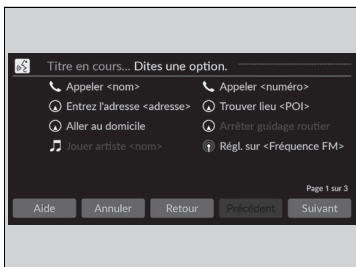 Titre en cours... Dites une option.
Appeler <nom>
Appeler <numéro>
Entrez l'adresse <adresse>
Trouver lieu <POI>
Aller au domicile
Arrêter guidage routier
Jouer artiste <nom>
Régl. sur <Fréquence FM>
Page 1 sur 3
Aide
Annuler
Retour
Précédent
Suivant